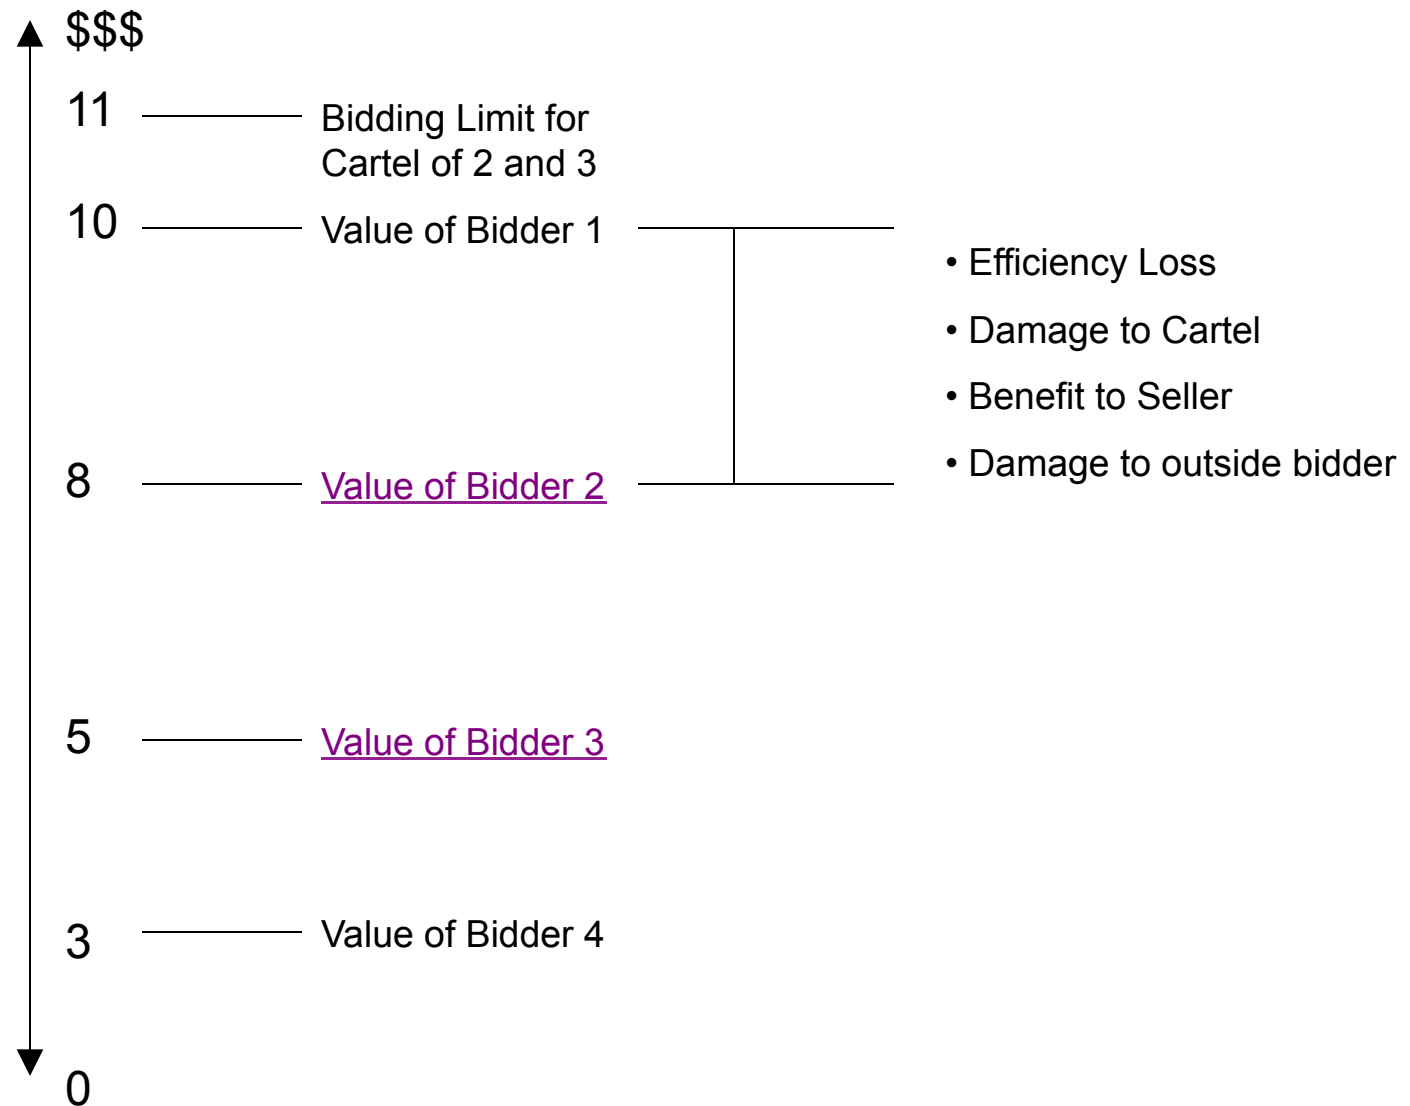 $$$
11
Bidding Limit for
Cartel of 2 and 3
10
Value of Bidder 1
• Efficiency Loss
• Damage to Cartel
• Benefit to Seller
• Damage to outside bidder
8
Value of Bidder 2
5
Value of Bidder 3
3
Value of Bidder 4
0